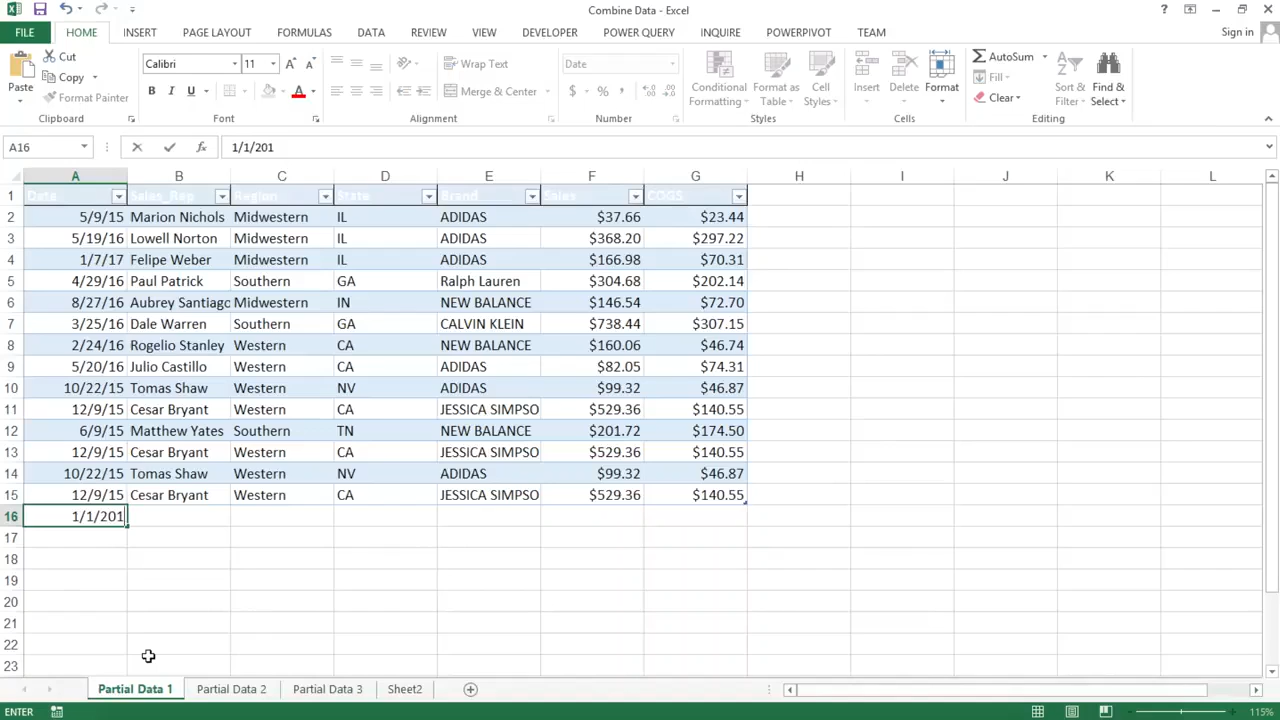 Combine Data - Excel
FILE HOME INSERT PAGE LAYOUT FORMULAS DATA REVIEW VIEW DEVELOPER POWER QUERY INQUIRE POWERPIVOT TEAM Sign in
Paste
Cut
Copy
Format Painter
Clipboard
Calibri 11
Font
Wrap Text
Merge & Center
Alignment
Date
Number
Conditional Formatting
Format as Table
Cell Styles
Styles
Insert
Delete
Format
Cells
AutoSum
Fill
Clear
Sort & Filter
Find & Select
Editing
A16 1/1/201
A B C D E F G H I J K L
1 Date Sales_Rep Region State Brand Sales COGS
2 5/9/15 Marion Nichols Midwestern IL ADIDAS $37.66 $23.44
3 5/19/16 Lowell Norton Midwestern IL ADIDAS $368.20 $297.22
4 1/7/17 Felipe Weber Midwestern IL ADIDAS $166.98 $70.31
5 4/29/16 Paul Patrick Southern GA Ralph Lauren $304.68 $202.14
6 8/27/16 Aubrey Santiago Midwestern IN NEW BALANCE $146.54 $72.70
7 3/25/16 Dale Warren Southern GA CALVIN KLEIN $738.44 $307.15
8 2/24/16 Rogelio Stanley Western CA NEW BALANCE $160.06 $46.74
9 5/20/16 Julio Castillo Western CA ADIDAS $82.05 $74.31
10 10/22/15 Tomas Shaw Western NV ADIDAS $99.32 $46.87
11 12/9/15 Cesar Bryant Western CA JESSICA SIMPSO $529.36 $140.55
12 6/9/15 Matthew Yates Southern TN NEW BALANCE $201.72 $174.50
13 12/9/15 Cesar Bryant Western CA JESSICA SIMPSO $529.36 $140.55
14 10/22/15 Tomas Shaw Western NV ADIDAS $99.32 $46.87
15 12/9/15 Cesar Bryant Western CA JESSICA SIMPSO $529.36 $140.55
16 1/1/201
17
18
19
20
21
22
23
Partial Data 1 Partial Data 2 Partial Data 3 Sheet2
ENTER 115%